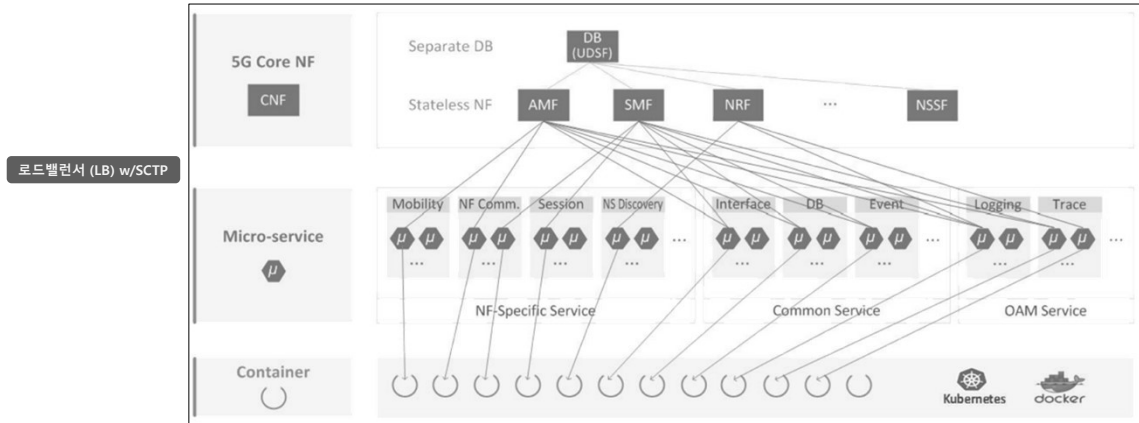 로드밸런서 (LB) w/SCTP
5G Core NF
CNF
Separate DB
DB
(UDSF)
Stateless NF
AMF
SMF
NRF
...
NSSF
Micro-service
μ
Mobility
NF Comm.
Session
NS Discovery
Interface
DB
Event
Logging
Trace
μ μ μ μ μ μ μ μ ... μ μ μ μ μ μ ... μ μ μ μ ...
... ... ... ... ... ... ... ... ...
NF-Specific Service
Common Service
OAM Service
Container
Kubernetes
docker